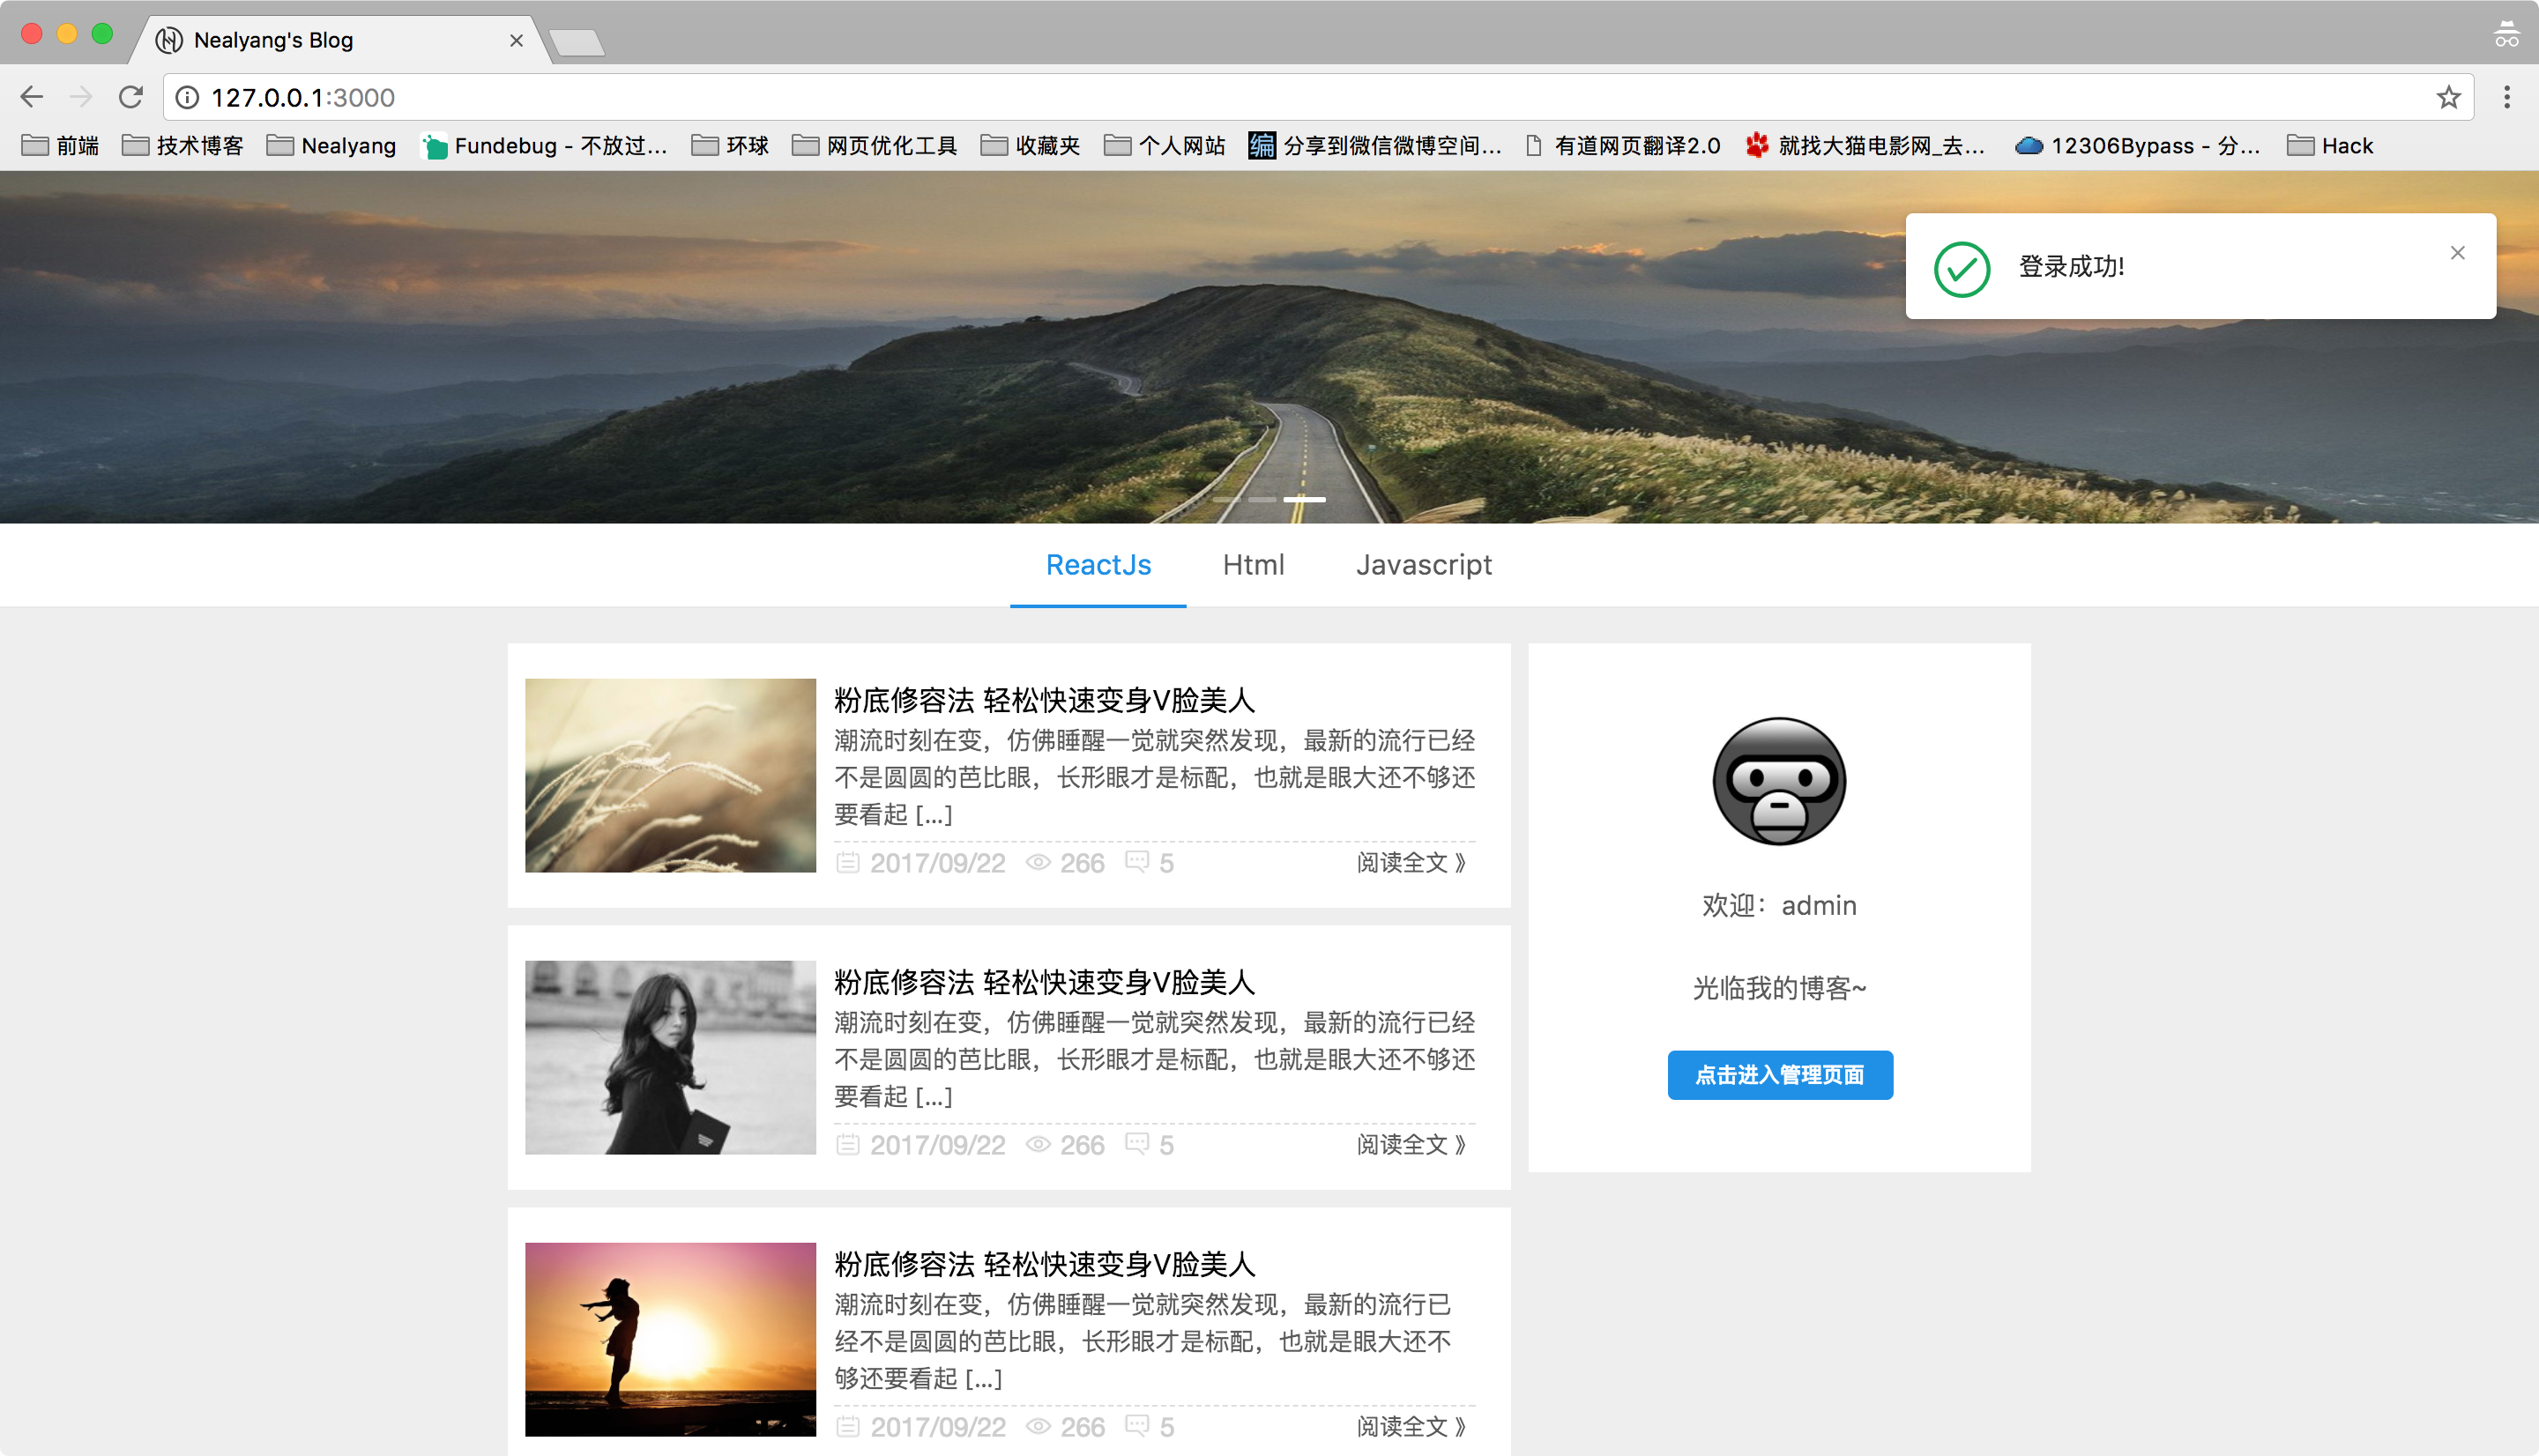 Nealyang's Blog
127.0.0.1:3000
前端 技术博客 Nealyang Fundebug - 不放过... 环球 网页优化工具 收藏夹 个人网站 编 分享到微信微博空间... 有道网页翻译2.0 就找大猫电影网_去... 12306Bypass - 分... Hack
登录成功!
ReactJs Html Javascript
粉底修容法 轻松快速变身V脸美人
潮流时刻在变，仿佛睡醒一觉就突然发现，最新的流行已经
不是圆圆的芭比眼，长形眼才是标配，也就是眼大还不够还
要看起 [...]
2017/09/22 266 5 阅读全文 》
粉底修容法 轻松快速变身V脸美人
潮流时刻在变，仿佛睡醒一觉就突然发现，最新的流行已经
不是圆圆的芭比眼，长形眼才是标配，也就是眼大还不够还
要看起 [...]
2017/09/22 266 5 阅读全文 》
粉底修容法 轻松快速变身V脸美人
潮流时刻在变，仿佛睡醒一觉就突然发现，最新的流行已
经不是圆圆的芭比眼，长形眼才是标配，也就是眼大还不
够还要看起 [...]
2017/09/22 266 5 阅读全文 》
欢迎：admin
光临我的博客~
点击进入管理页面